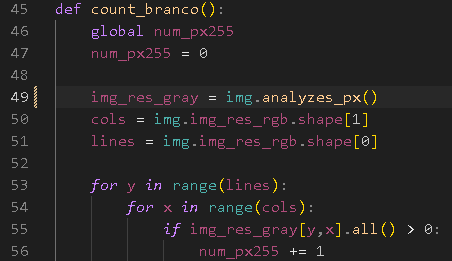 45 def count_branco():
46     global num_px255
47     num_px255 = 0
48
49     img_res_gray = img.analyzes_px()
50     cols = img.img_res_rgb.shape[1]
51     lines = img.img_res_rgb.shape[0]
52
53     for y in range(lines):
54         for x in range(cols):
55             if img_res_gray[y,x].all() > 0:
56                 num_px255 += 1